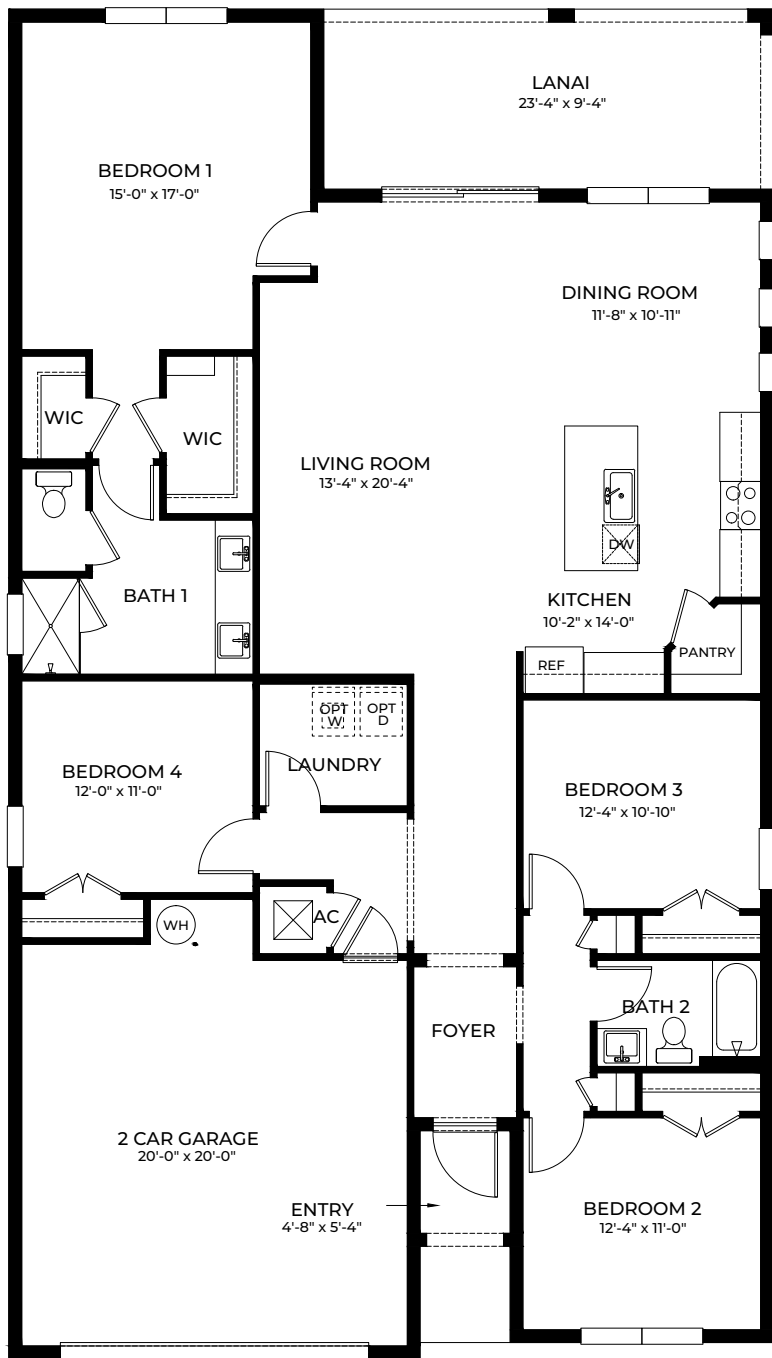 LANAI
23'-4" x 9'-4"
BEDROOM 1
15'-0" x 17'-0"
DINING ROOM
11'-8" x 10'-11"
WIC
WIC
LIVING ROOM
13'-4" x 20'-4"
DW
BATH 1
KITCHEN
10'-2" x 14'-0"
REF
PANTRY
OPT
W
OPT
D
LAUNDRY
BEDROOM 4
12'-0" x 11'-0"
BEDROOM 3
12'-4" x 10'-10"
WH
AC
FOYER
BATH 2
2 CAR GARAGE
20'-0" x 20'-0"
ENTRY
4'-8" x 5'-4"
BEDROOM 2
12'-4" x 11'-0"